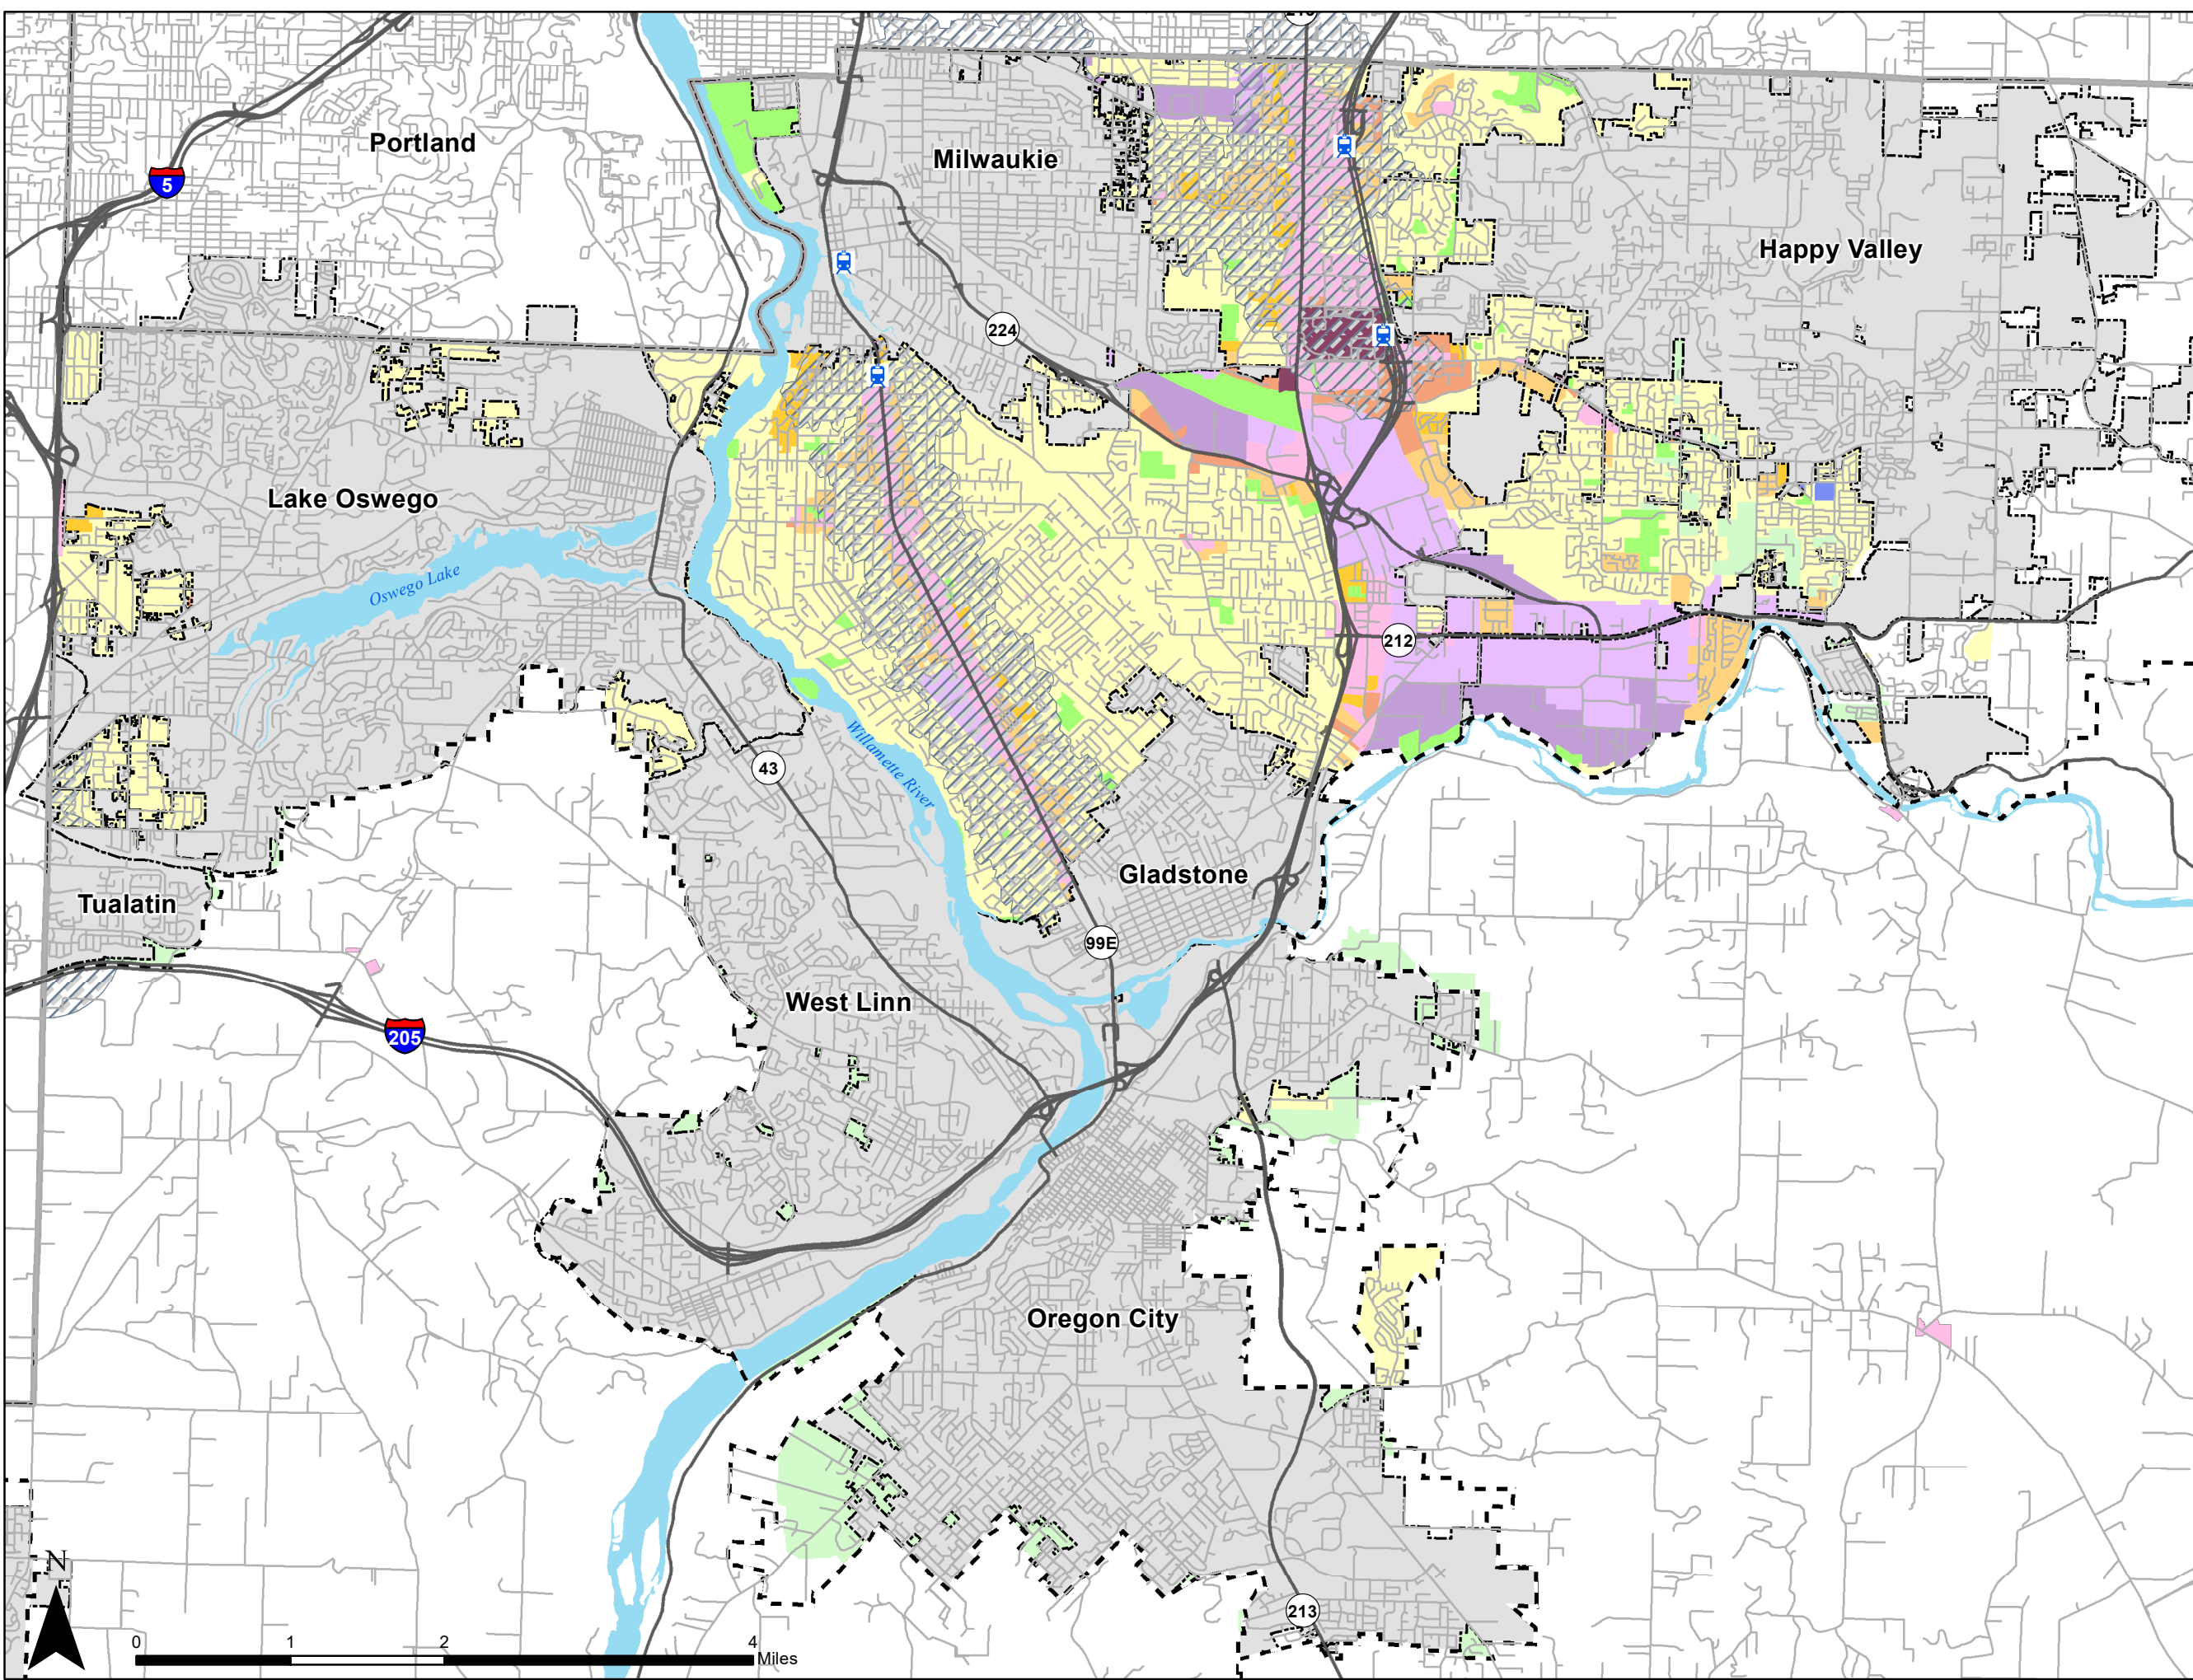 Portland
5
Milwaukie
Happy Valley
224
Lake Oswego
Oswego Lake
212
43
Willamette River
Gladstone
Tualatin
99E
West Linn
205
Oregon City
N
213
0 1 2 4
Miles